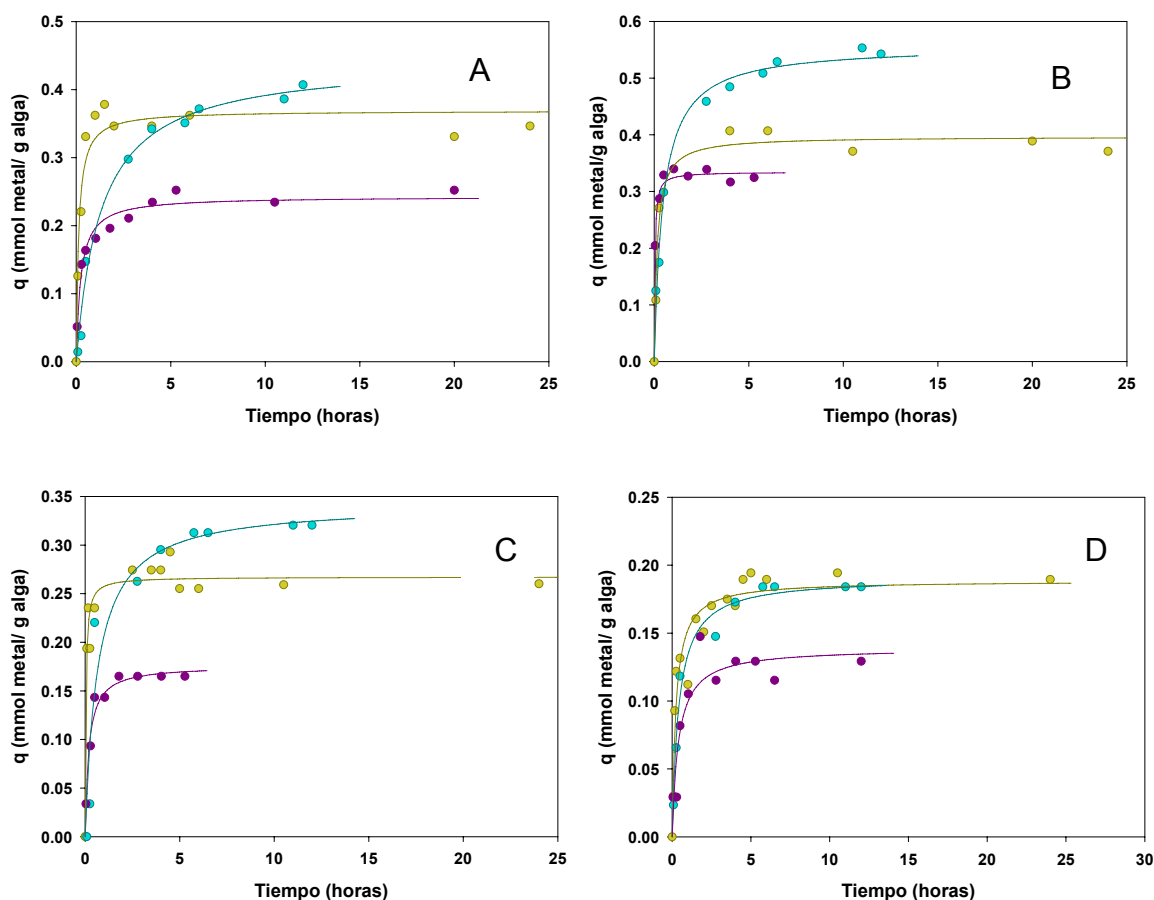 A
q (mmol metal/ g alga)
0.5
0.4
0.3
0.2
0.1
0.0
0 5 10 15 20 25
Tiempo (horas)
B
q (mmol metal/g alga)
0.6
0.5
0.4
0.3
0.2
0.1
0.0
0 5 10 15 20 25
Tiempo (horas)
C
q (mmol metal/ g alga)
0.35
0.30
0.25
0.20
0.15
0.10
0.05
0.00
0 5 10 15 20 25
Tiempo (horas)
D
q (mmol metal/ g alga)
0.25
0.20
0.15
0.10
0.05
0.00
0 5 10 15 20 25 30
Tiempo (horas)